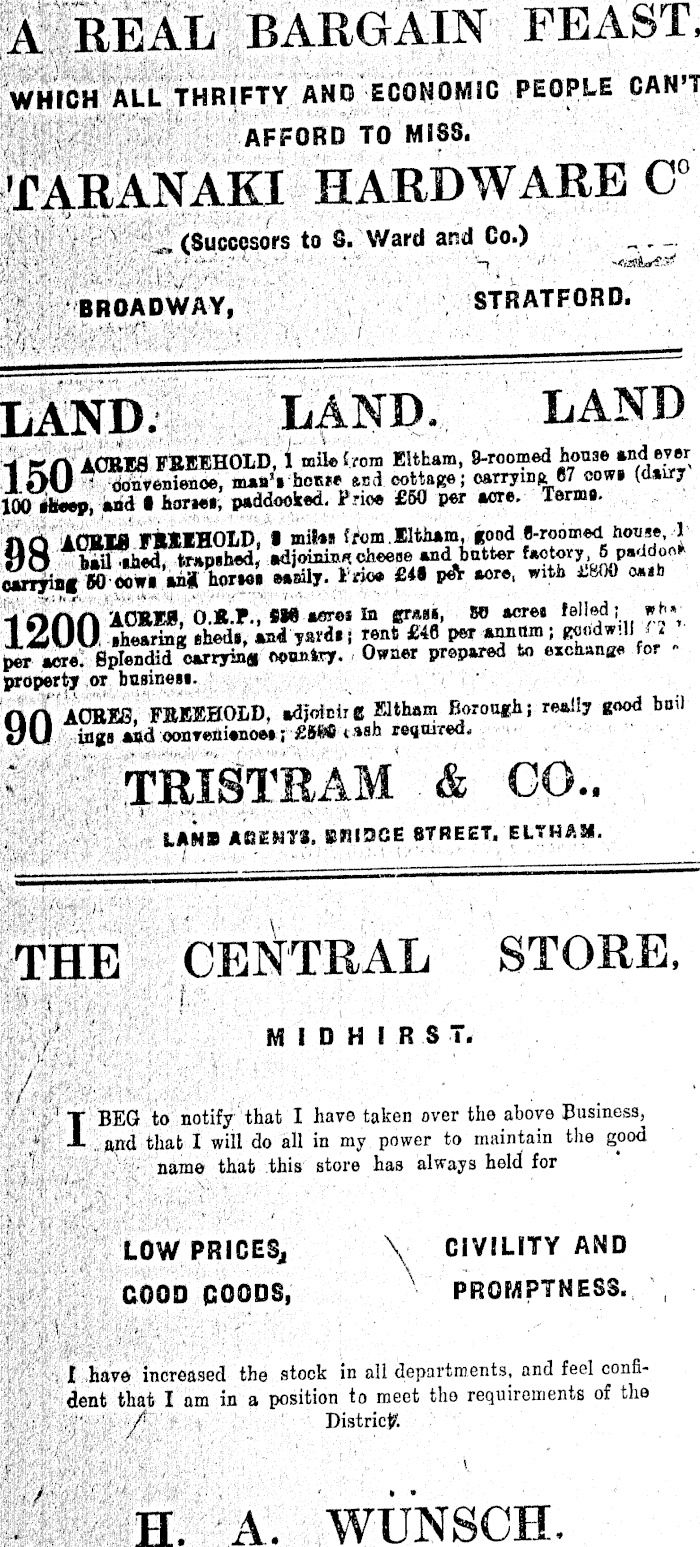 A REAL BARGAIN FEAST,
WHICH ALL THRIFTY AND ECONOMIC PEOPLE CAN'T
AFFORD TO MISS.
TARANAKI HARDWARE Co
(Succesors to S. Ward and Co.)
BROADWAY, STRATFORD.
LAND. LAND. LAND
150 ACRES FREEHOLD, 1 mile from Eltham, 9-roomed house and ever
convenience, man's house and cottage; carrying 67 cows (dairy
100 sheep, and horses, paddocked. Price £50 per acre. Terms.
98 ACRES FREEHOLD, miles from Eltham, good 6-roomed house, 1
bail shed, trapshed, adjoining cheese and butter factory, 5 paddock
carrying 50 cows and horses easily. Price per acre, with £800 cash
1200 ACRES, O.R.P., acres in grass, 50 acres felled;
shearing sheds, and yards; rent £46 per annum; goodwill
per acre. Splendid carrying country. Owner prepared to exchange for
property or business.
90 ACRES, FREEHOLD, adjoining Eltham Borough; really good buil
ings and conveniences; cash required.
TRISTRAM & CO.,
LAND AGENTS, BRIDGE STREET, ELTHAM.
THE CENTRAL STORE,
MIDHIRST.
I BEG to notify that I have taken over the above Business,
and that I will do all in my power to maintain the good
name that this store has always held for
LOW PRICES, CIVILITY AND
GOOD GOODS, PROMPTNESS.
I have increased the stock in all departments, and feel confi-
dent that I am in a position to meet the requirements of the
District.
H. A. WÜNSCH.